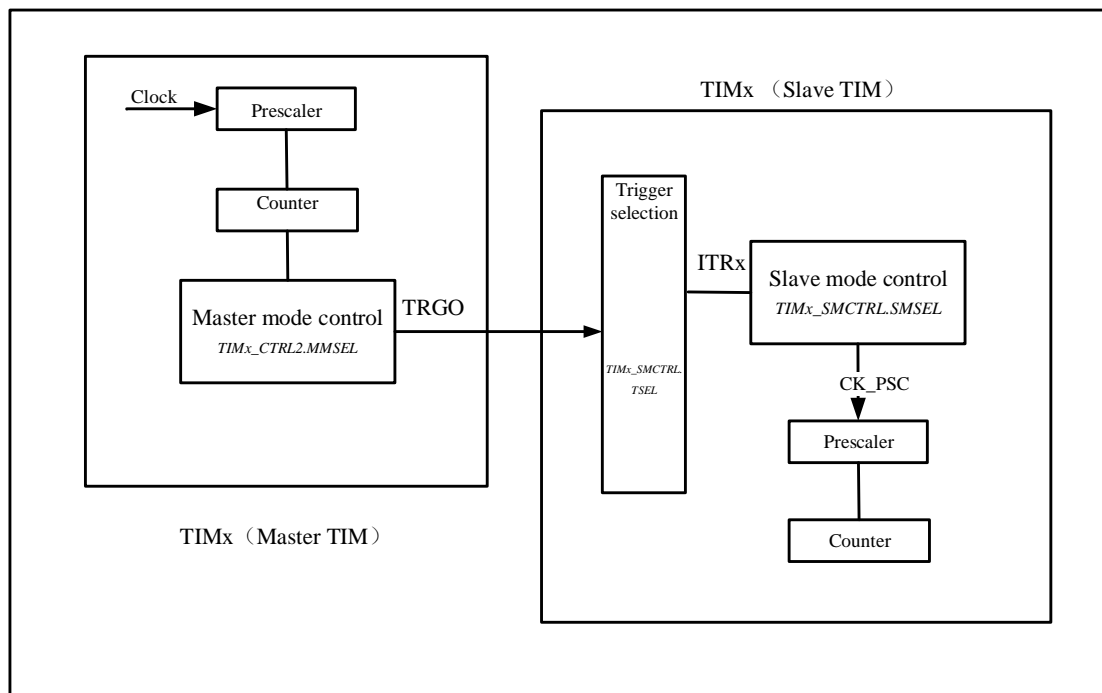 Clock
Prescaler
Counter
Master mode control
TIMx_CTRL2.MMSEL
TRGO
TIMx（Master TIM）
TIMx （Slave TIM）
Trigger
selection
TIMx_SMCTRL.
TSEL
ITRx
Slave mode control
TIMx_SMCTRL.SMSEL
CK_PSC
Prescaler
Counter